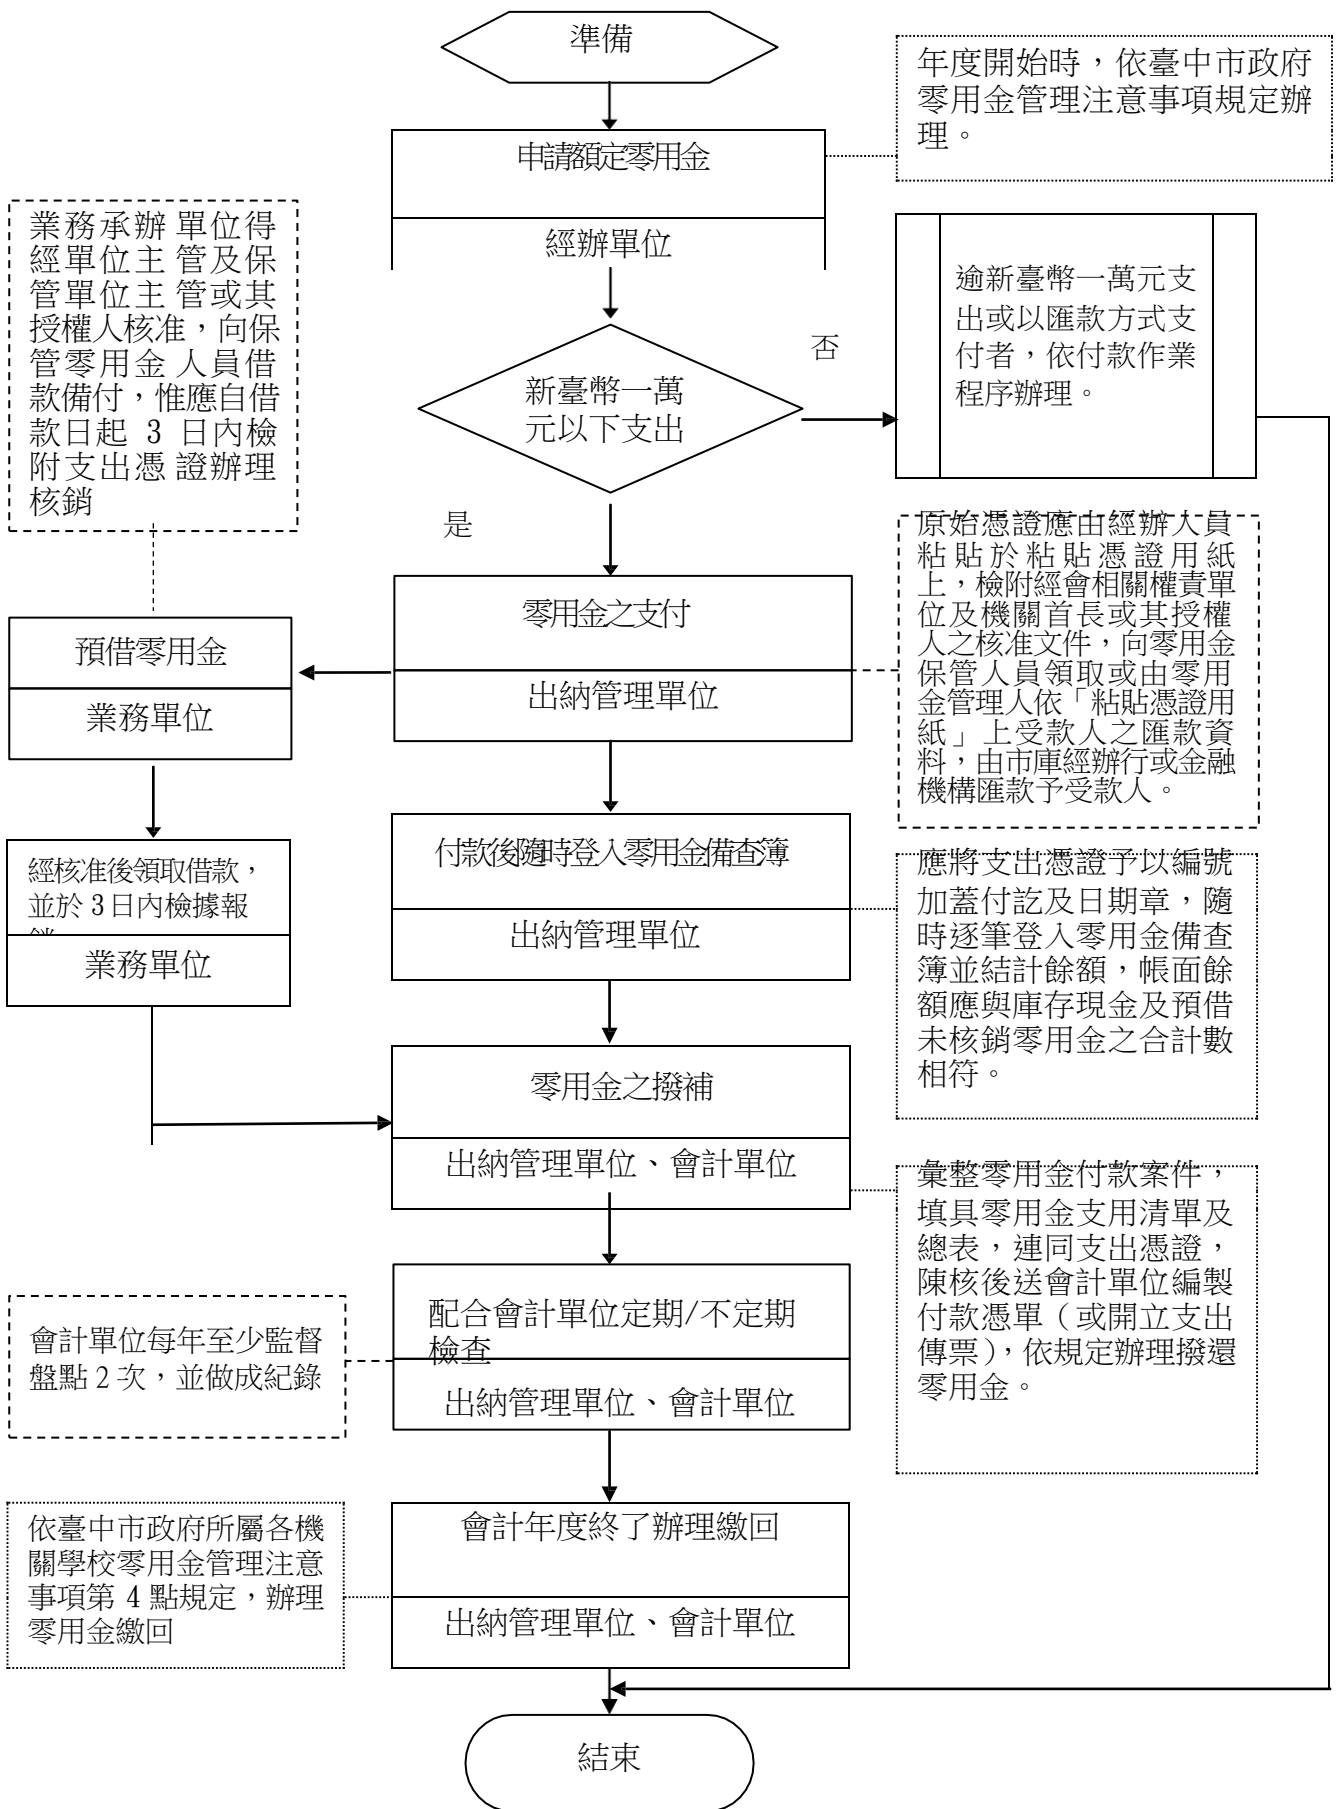 準備
年度開始時，依臺中市政府
零用金管理注意事項規定辦
理。
申請額定零用金
經辦單位
業務承辦 單位得
經單位主 管及保
管單位主 管或其
授權人核准，向保
管零用金 人員借
款備付，惟應自借
款日起 3 日內檢
附支出憑 證辦理
核銷
逾新臺幣一萬元支
出或以匯款方式支
付者，依付款作業
程序辦理。
否
新臺幣一萬
元以下支出
是
原始憑證應由經辦人員
粘貼於粘貼憑證用紙
上，檢附經會相關權責單
位及機關首長或其授權
人之核准文件，向零用金
保管人員領取或由零用
金管理人依「粘貼憑證用
紙」上受款人之匯款資
料，由市庫經辦行或金融
機構匯款予受款人。
零用金之支付
出納管理單位
預借零用金
業務單位
付款後隨時登入零用金備查簿
出納管理單位
經核准後領取借款，
並於 3 日內檢據報
業務單位
應將支出憑證予以編號
加蓋付訖及日期章，隨
時逐筆登入零用金備查
簿並結計餘額，帳面餘
額應與庫存現金及預借
未核銷零用金之合計數
相符。
零用金之撥補
出納管理單位、會計單位
彙整零用金付款案件，
填具零用金支用清單及
總表，連同支出憑證，
陳核後送會計單位編製
付款憑單（或開立支出
傳票），依規定辦理撥還
零用金。
配合會計單位定期/不定期
檢查
出納管理單位、會計單位
會計單位每年至少監督
盤點 2 次，並做成紀錄
會計年度終了辦理繳回
出納管理單位、會計單位
依臺中市政府所屬各機
關學校零用金管理注意
事項第 4 點規定，辦理
零用金繳回
結束